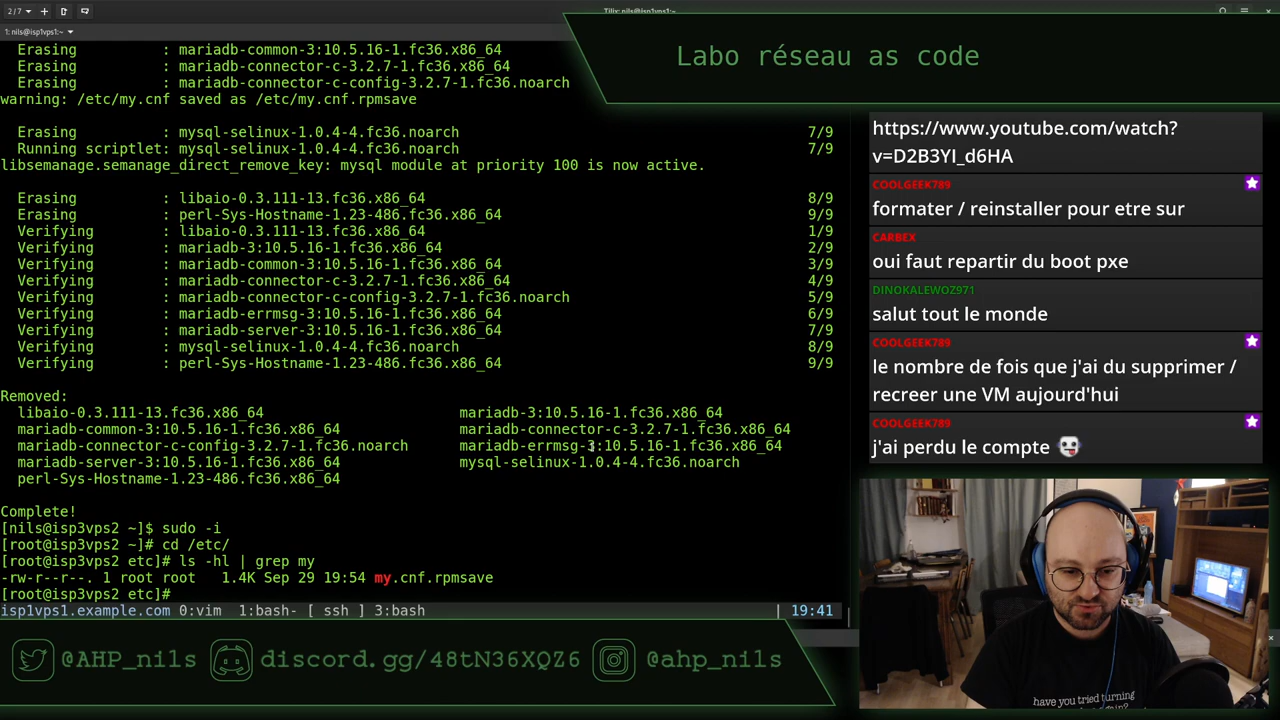 2/7
Tilix: nils@isp1vps1:~
1: nils@isp1vps1:~
Labo réseau as code
Erasing : mariadb-common-3:10.5.16-1.fc36.x86_64
Erasing : mariadb-connector-c-3.2.7-1.fc36.x86_64
Erasing : mariadb-connector-c-config-3.2.7-1.fc36.noarch
warning: /etc/my.cnf saved as /etc/my.cnf.rpmsave
Erasing : mysql-selinux-1.0.4-4.fc36.noarch 7/9
Running scriptlet: mysql-selinux-1.0.4-4.fc36.noarch 7/9
libsemanage.semanage_direct_remove_key: mysql module at priority 100 is now active.
Erasing : libaio-0.3.111-13.fc36.x86_64 8/9
Erasing : perl-Sys-Hostname-1.23-486.fc36.x86_64 9/9
Verifying : libaio-0.3.111-13.fc36.x86_64 1/9
Verifying : mariadb-3:10.5.16-1.fc36.x86_64 2/9
Verifying : mariadb-common-3:10.5.16-1.fc36.x86_64 3/9
Verifying : mariadb-connector-c-3.2.7-1.fc36.x86_64 4/9
Verifying : mariadb-connector-c-config-3.2.7-1.fc36.noarch 5/9
Verifying : mariadb-errmsg-3:10.5.16-1.fc36.x86_64 6/9
Verifying : mariadb-server-3:10.5.16-1.fc36.x86_64 7/9
Verifying : mysql-selinux-1.0.4-4.fc36.noarch 8/9
Verifying : perl-Sys-Hostname-1.23-486.fc36.x86_64 9/9
Removed:
libaio-0.3.111-13.fc36.x86_64 mariadb-3:10.5.16-1.fc36.x86_64
mariadb-common-3:10.5.16-1.fc36.x86_64 mariadb-connector-c-3.2.7-1.fc36.x86_64
mariadb-connector-c-config-3.2.7-1.fc36.noarch mariadb-errmsg-3:10.5.16-1.fc36.x86_64
mariadb-server-3:10.5.16-1.fc36.x86_64 mysql-selinux-1.0.4-4.fc36.noarch
perl-Sys-Hostname-1.23-486.fc36.x86_64
Complete!
[nils@isp3vps2 ~]$ sudo -i
[root@isp3vps2 ~]# cd /etc/
[root@isp3vps2 etc]# ls -hl | grep my
-rw-r--r--. 1 root root 1.4K Sep 29 19:54 my.cnf.rpmsave
[root@isp3vps2 etc]#
isp1vps1.example.com 0:vim 1:bash- [ ssh ] 3:bash | 19:41
https://www.youtube.com/watch?
v=D2B3YI_d6HA
COOLGEEK789
formater / reinstaller pour etre sur
CARBEX
oui faut repartir du boot pxe
DINOKALEWOZ971
salut tout le monde
COOLGEEK789
le nombre de fois que j'ai du supprimer /
recreer une VM aujourd'hui
COOLGEEK789
j'ai perdu le compte
@AHP_nils discord.gg/48tN36XQZ6 @ahp_nils
have you tried turning